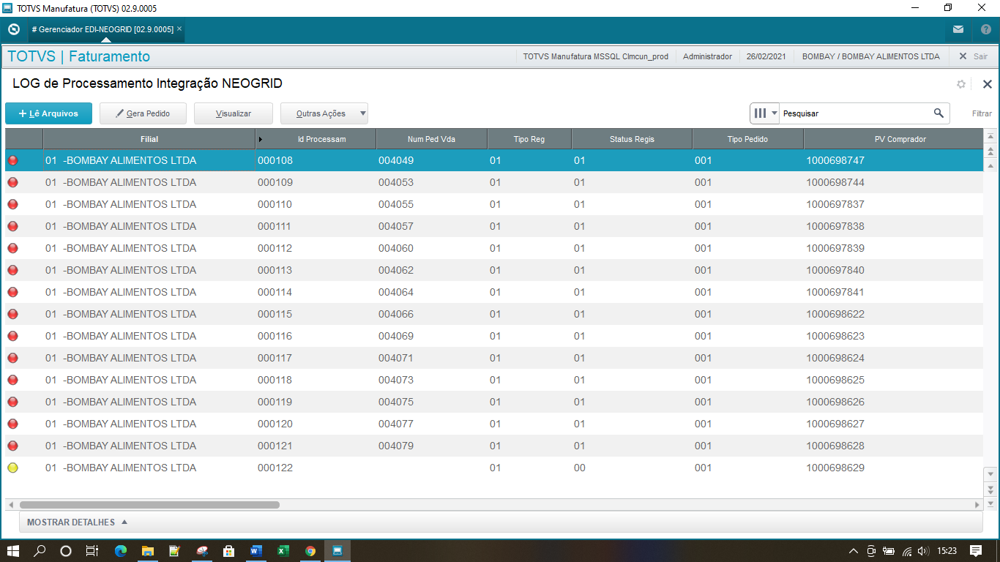 TOTVS Manufatura (TOTVS) 02.9.0005
# Gerenciador EDI-NEOGRID [02.9.0005]
TOTVS | Faturamento TOTVS Manufatura MSSQL Clmcun_prod Administrador 26/02/2021 BOMBAY / BOMBAY ALIMENTOS LTDA Sair
LOG de Processamento Integração NEOGRID
+ Lê Arquivos Gera Pedido Visualizar Outras Ações Pesquisar Filtrar
Filial Id Processam Num Ped Vda Tipo Reg Status Regis Tipo Pedido PV Comprador
01 -BOMBAY ALIMENTOS LTDA 000108 004049 01 01 001 1000698747
01 -BOMBAY ALIMENTOS LTDA 000109 004053 01 01 001 1000698744
01 -BOMBAY ALIMENTOS LTDA 000110 004055 01 01 001 1000697837
01 -BOMBAY ALIMENTOS LTDA 000111 004057 01 01 001 1000697838
01 -BOMBAY ALIMENTOS LTDA 000112 004060 01 01 001 1000697839
01 -BOMBAY ALIMENTOS LTDA 000113 004062 01 01 001 1000697840
01 -BOMBAY ALIMENTOS LTDA 000114 004064 01 01 001 1000697841
01 -BOMBAY ALIMENTOS LTDA 000115 004066 01 01 001 1000698622
01 -BOMBAY ALIMENTOS LTDA 000116 004069 01 01 001 1000698623
01 -BOMBAY ALIMENTOS LTDA 000117 004071 01 01 001 1000698624
01 -BOMBAY ALIMENTOS LTDA 000118 004073 01 01 001 1000698625
01 -BOMBAY ALIMENTOS LTDA 000119 004075 01 01 001 1000698626
01 -BOMBAY ALIMENTOS LTDA 000120 004077 01 01 001 1000698627
01 -BOMBAY ALIMENTOS LTDA 000121 004079 01 01 001 1000698628
01 -BOMBAY ALIMENTOS LTDA 000122 01 00 001 1000698629
MOSTRAR DETALHES
15:23